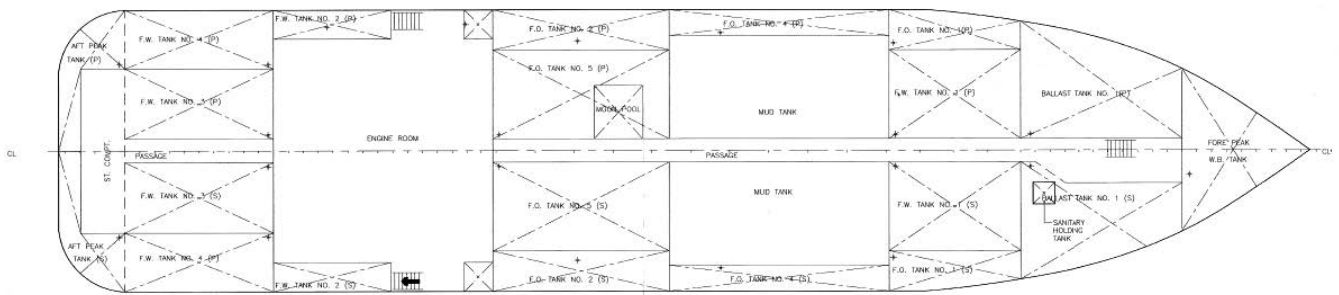 F.W. TANK NO. 2 (P)
F.O. TANK NO. 2 (P)
F.O. TANK NO. 4 (P)
F.O. TANK NO. 1(P)
AFT PEAK
TANK (P)
F.W. TANK NO. 4 (P)
F.O. TANK NO. 5 (P)
F.W. TANK NO. 3 (P)
MOON POOL
MUD TANK
F.W. TANK NO. 1 (P)
BALLAST TANK NO. 1
ENGINE ROOM
FORE PEAK
W.B. TANK
CL
CL
ST. COMPT.
PASSAGE
PASSAGE
F.W. TANK NO. 3 (S)
F.O. TANK NO. 5 (S)
MUD TANK
F.W. TANK NO. 1 (S)
BALLAST TANK NO. 1 (S)
SANITARY
HOLDING
TANK
AFT PEAK
TANK (S)
F.W. TANK NO. 4 (P)
F.W. TANK NO. 2 (S)
F.O. TANK NO. 2 (S)
F.O. TANK NO. 4 (S)
F.O. TANK NO. 1 (S)